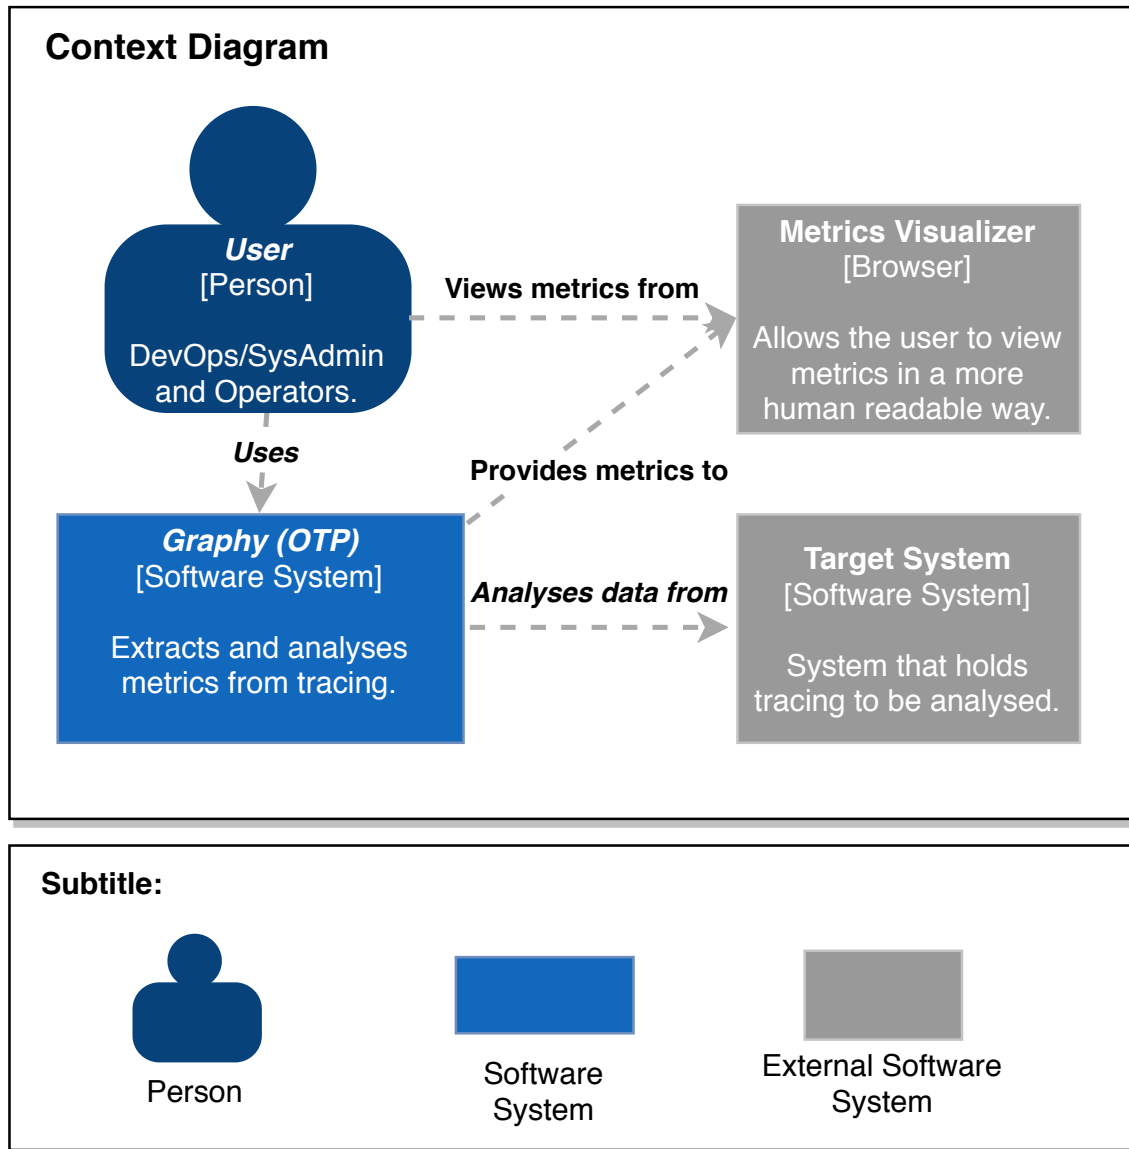 Context Diagram
User
[Person]
DevOps/SysAdmin
and Operators.
Views metrics from
Metrics Visualizer
[Browser]
Allows the user to view
metrics in a more
human readable way.
Uses
Provides metrics to
Graphy (OTP)
[Software System]
Extracts and analyses
metrics from tracing.
Analyses data from
Target System
[Software System]
System that holds
tracing to be analysed.
Subtitle:
Person
Software
System
External Software
System